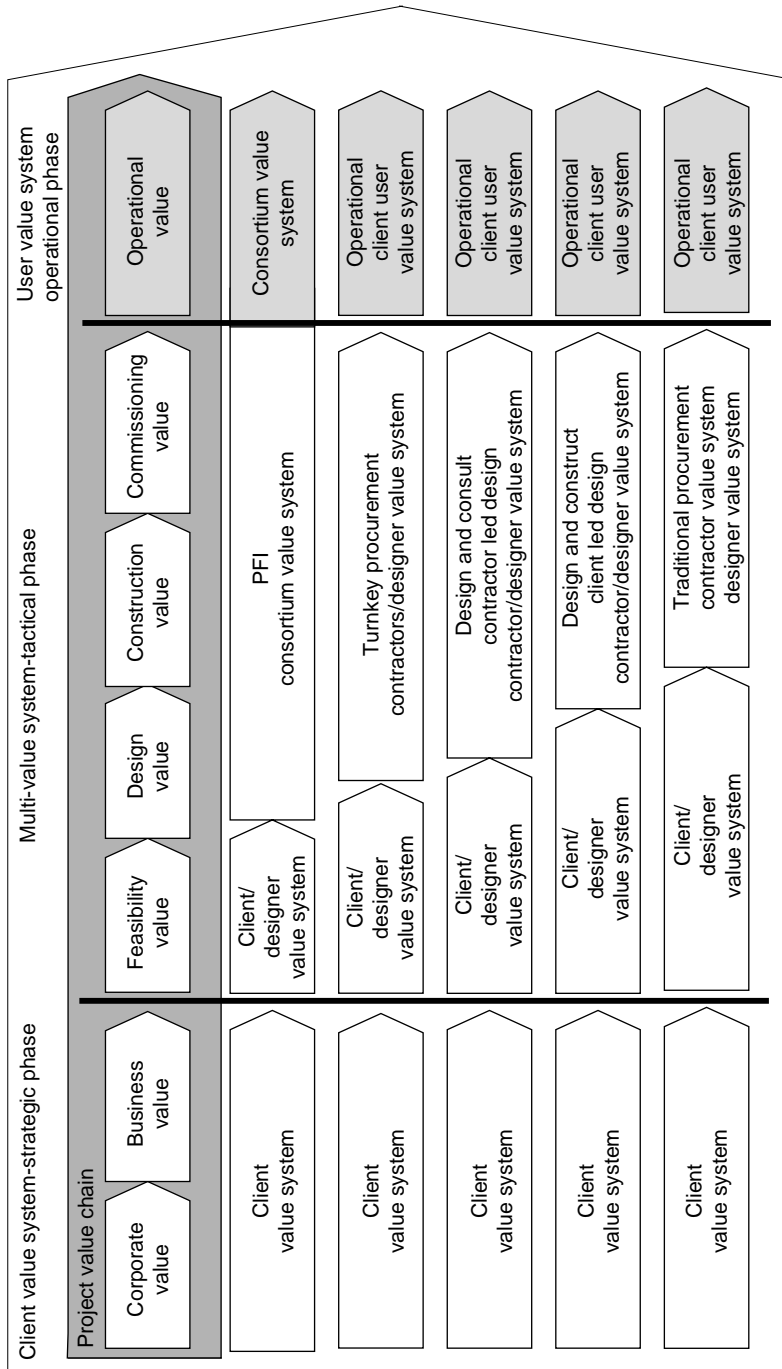 Client value system-strategic phase
Multi-value system-tactical phase
User value system
operational phase
Project value chain
Corporate
value
Business
value
Feasibility
value
Design
value
Construction
value
Commissioning
value
Operational
value
Client
value system
Client/
designer
value system
PFI
consortium value system
Consortium value
system
Client
value system
Client/
designer
value system
Turnkey procurement
contractors/designer value system
Operational
client user
value system
Client
value system
Client/
designer
value system
Design and consult
contractor led design
contractor/designer value system
Operational
client user
value system
Client
value system
Client/
designer
value system
Design and construct
client led design
contractor/designer value system
Operational
client user
value system
Client
value system
Client/
designer
value system
Traditional procurement
contractor value system
designer value system
Operational
client user
value system